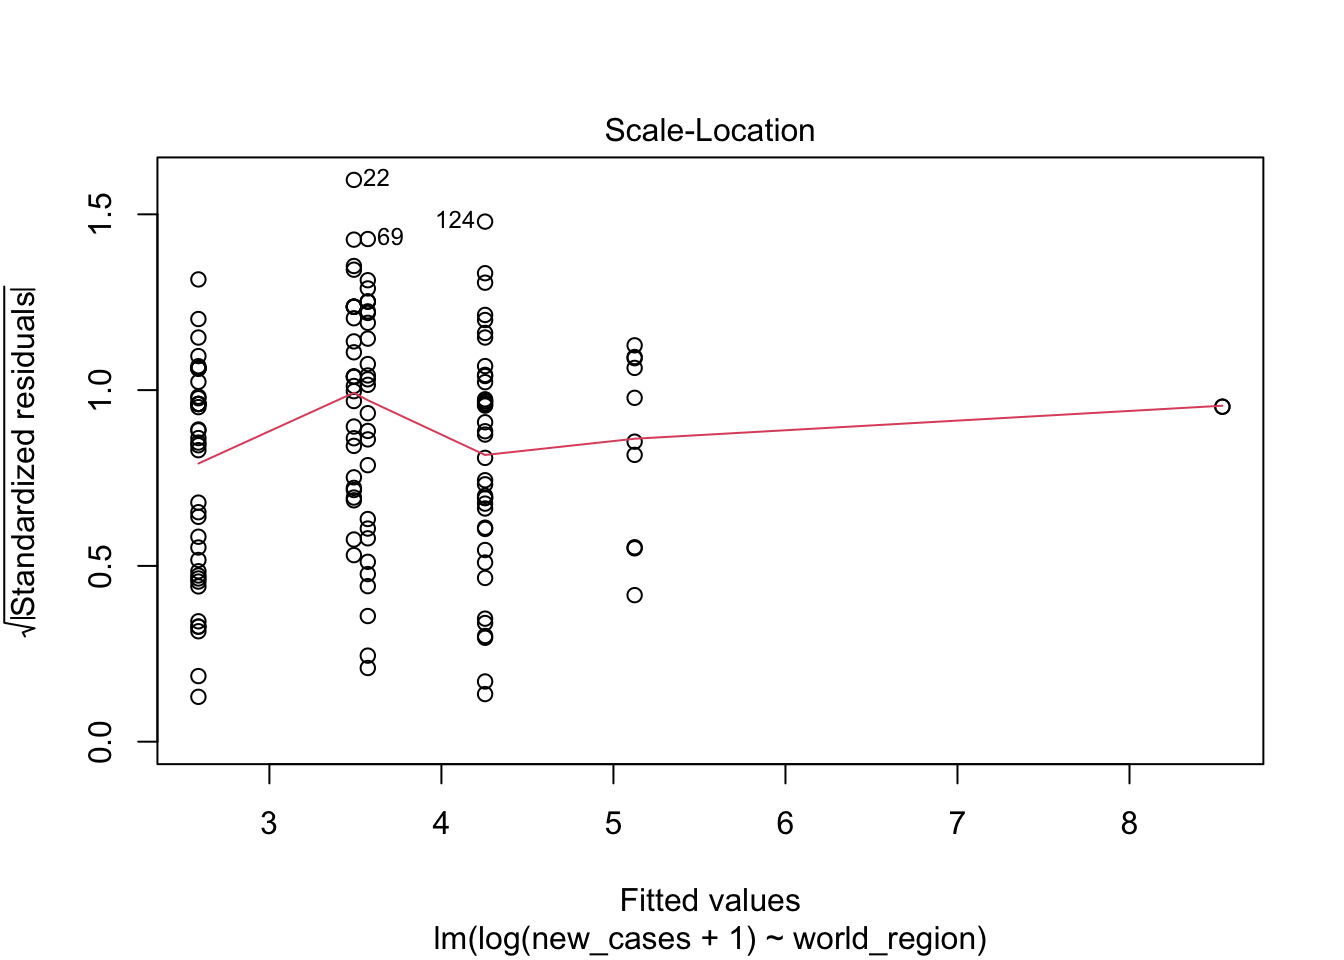 Scale-Location
√|Standardized residuals|
1.5
1.0
0.5
0.0
22
69
124
3 4 5 6 7 8
Fitted values
lm(log(new_cases + 1) ~ world_region)